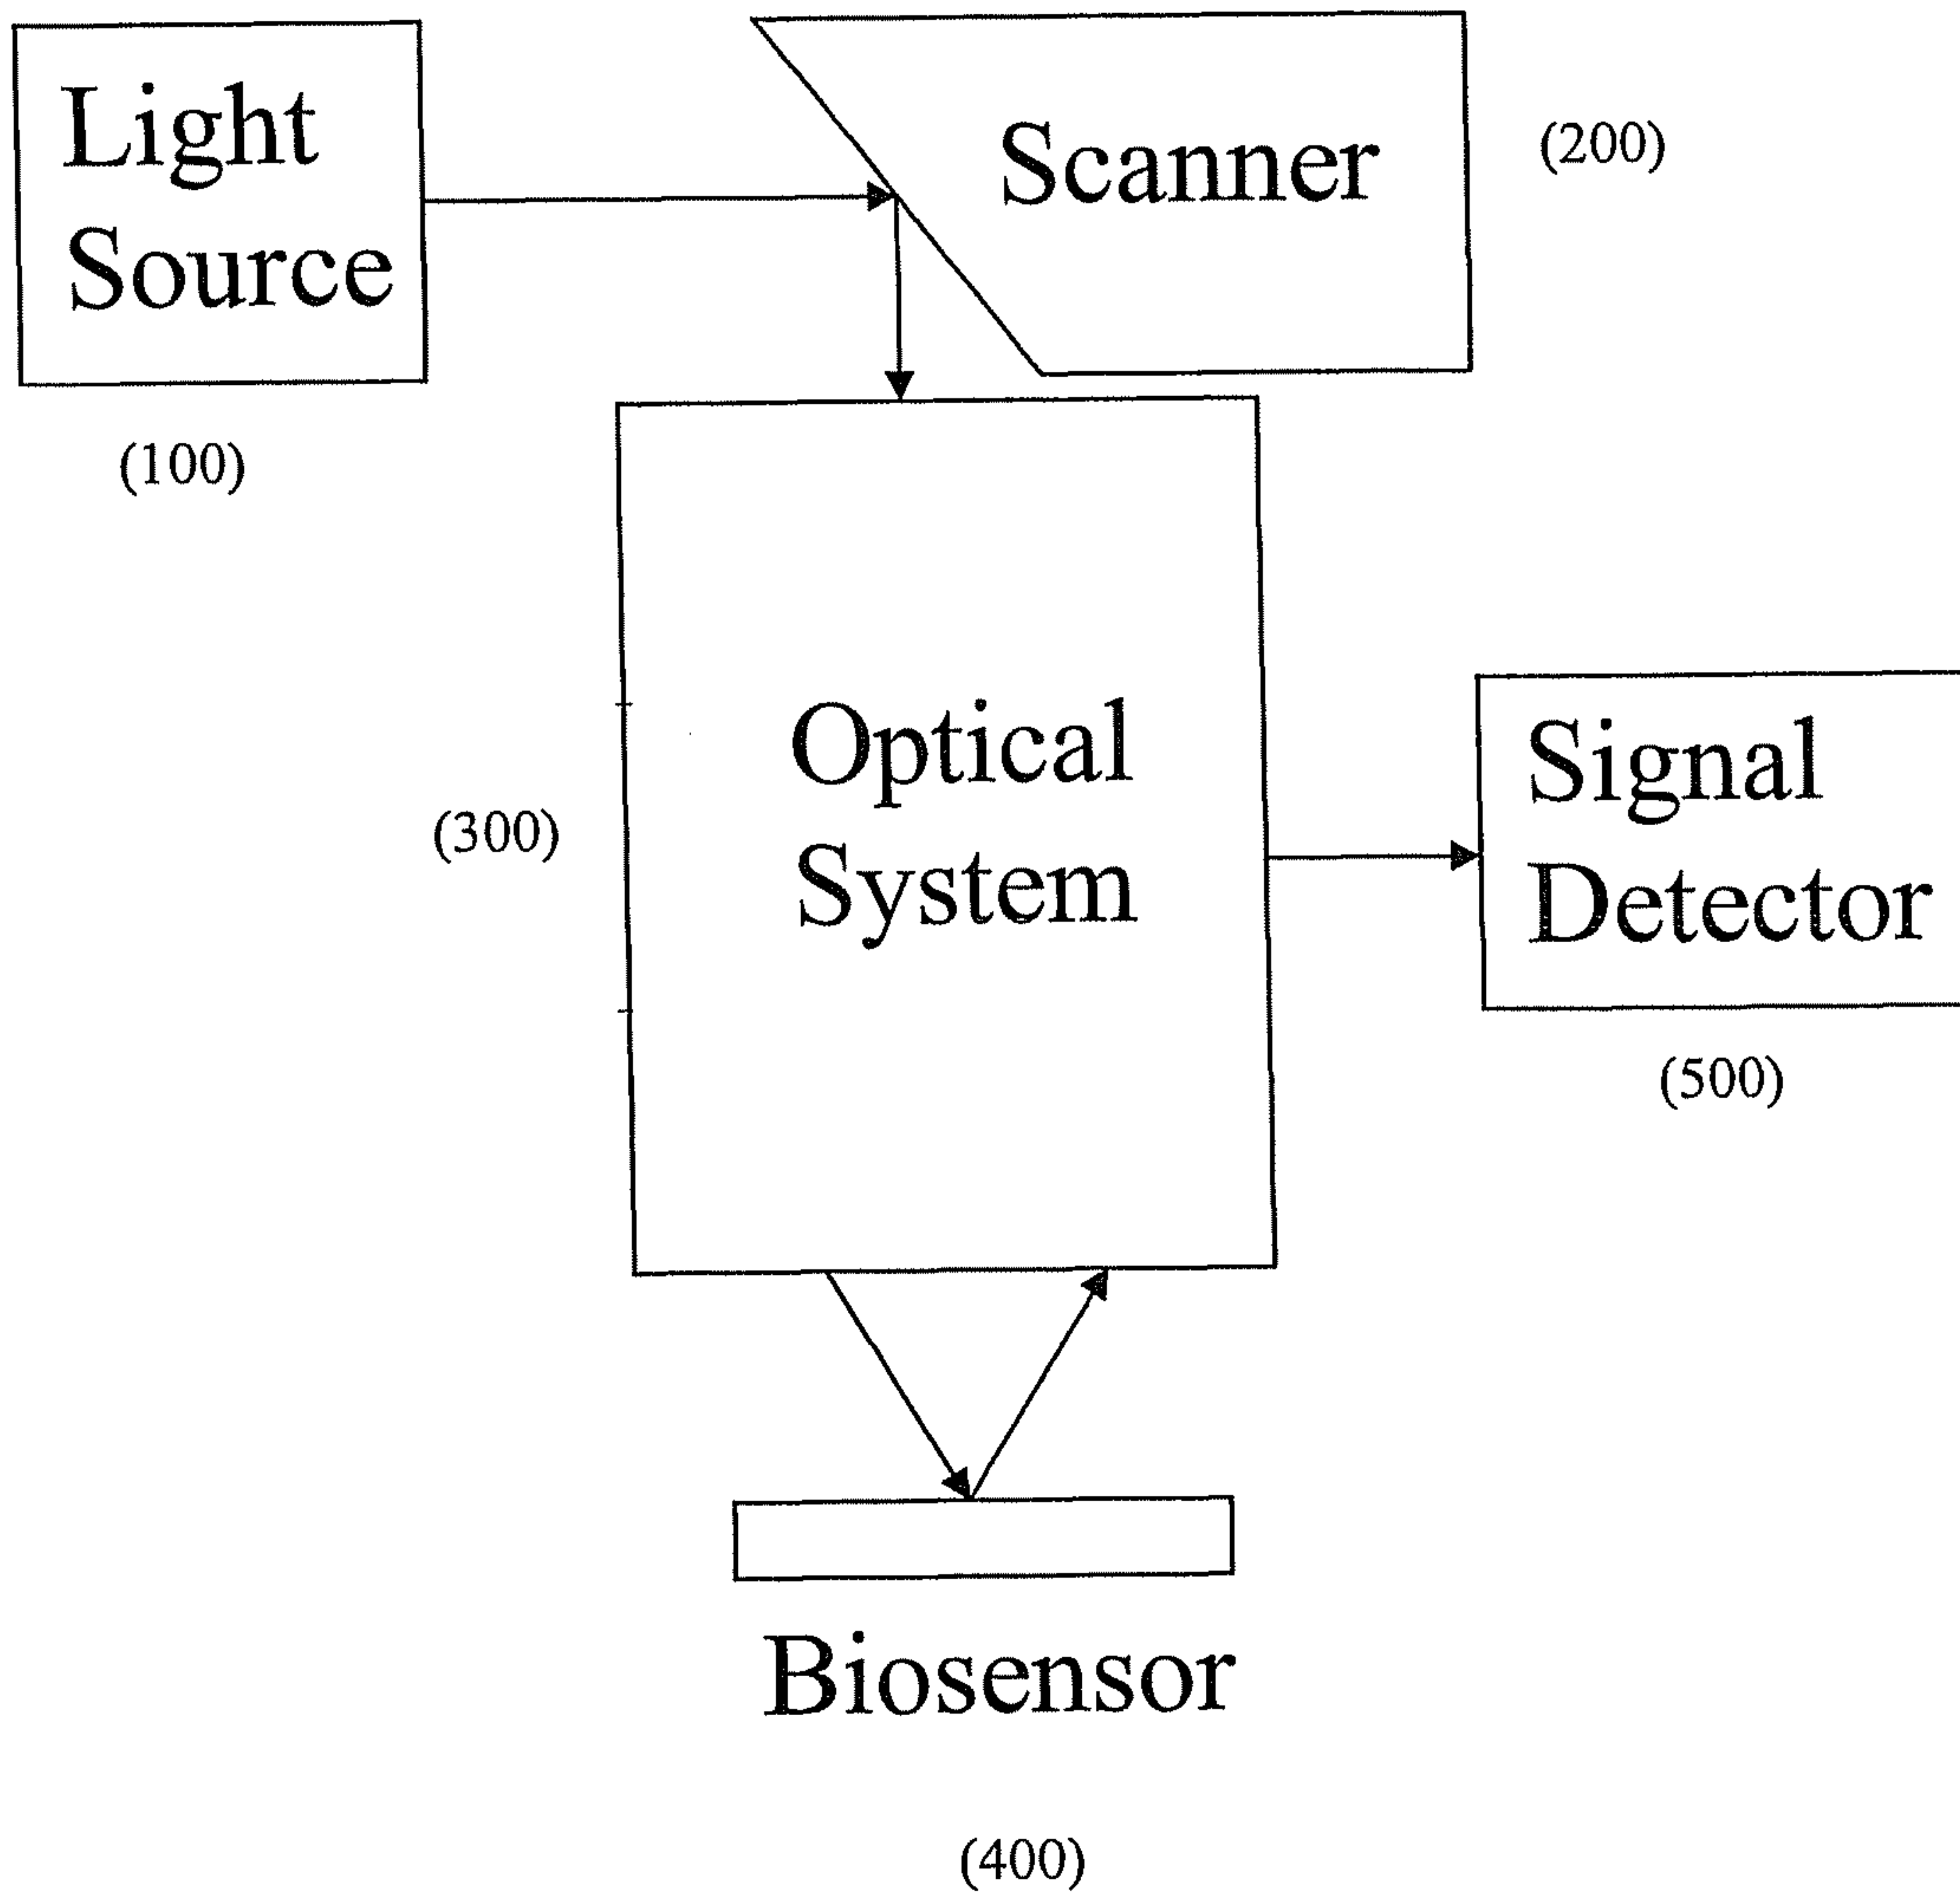 Light
Source
(100)
Scanner
(200)
Optical
System
(300)
Signal
Detector
(500)
Biosensor
(400)